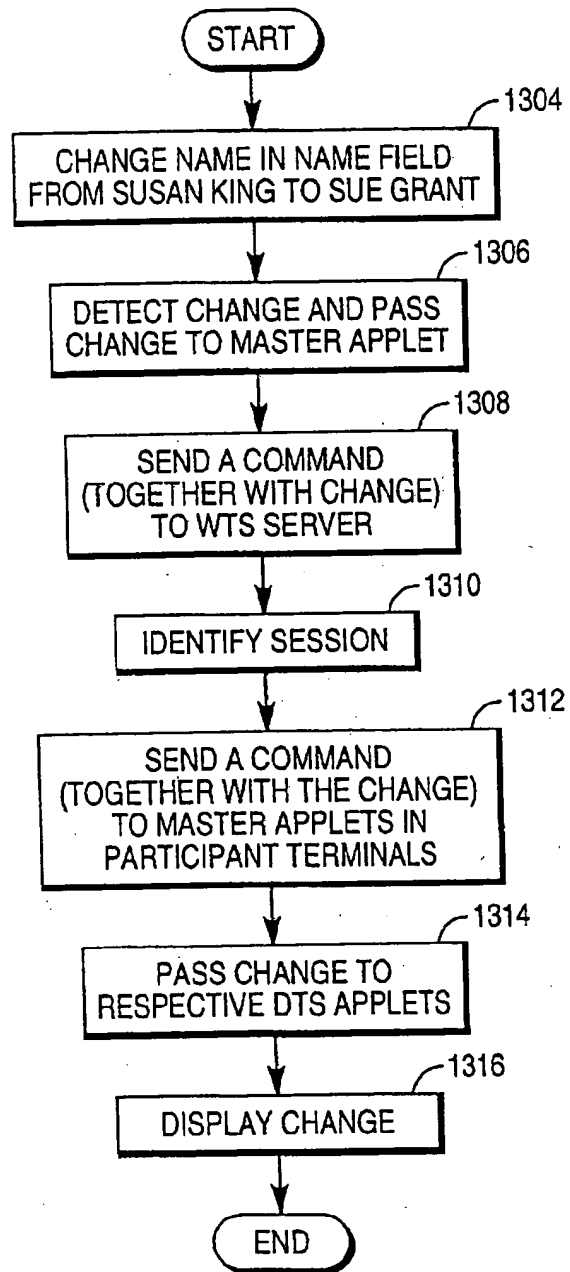 START
1304
CHANGE NAME IN NAME FIELD
FROM SUSAN KING TO SUE GRANT
1306
DETECT CHANGE AND PASS
CHANGE TO MASTER APPLET
1308
SEND A COMMAND
(TOGETHER WITH CHANGE)
TO WTS SERVER
1310
IDENTIFY SESSION
1312
SEND A COMMAND
(TOGETHER WITH THE CHANGE)
TO MASTER APPLETS IN
PARTICIPANT TERMINALS
1314
PASS CHANGE TO
RESPECTIVE DTS APPLETS
1316
DISPLAY CHANGE
END